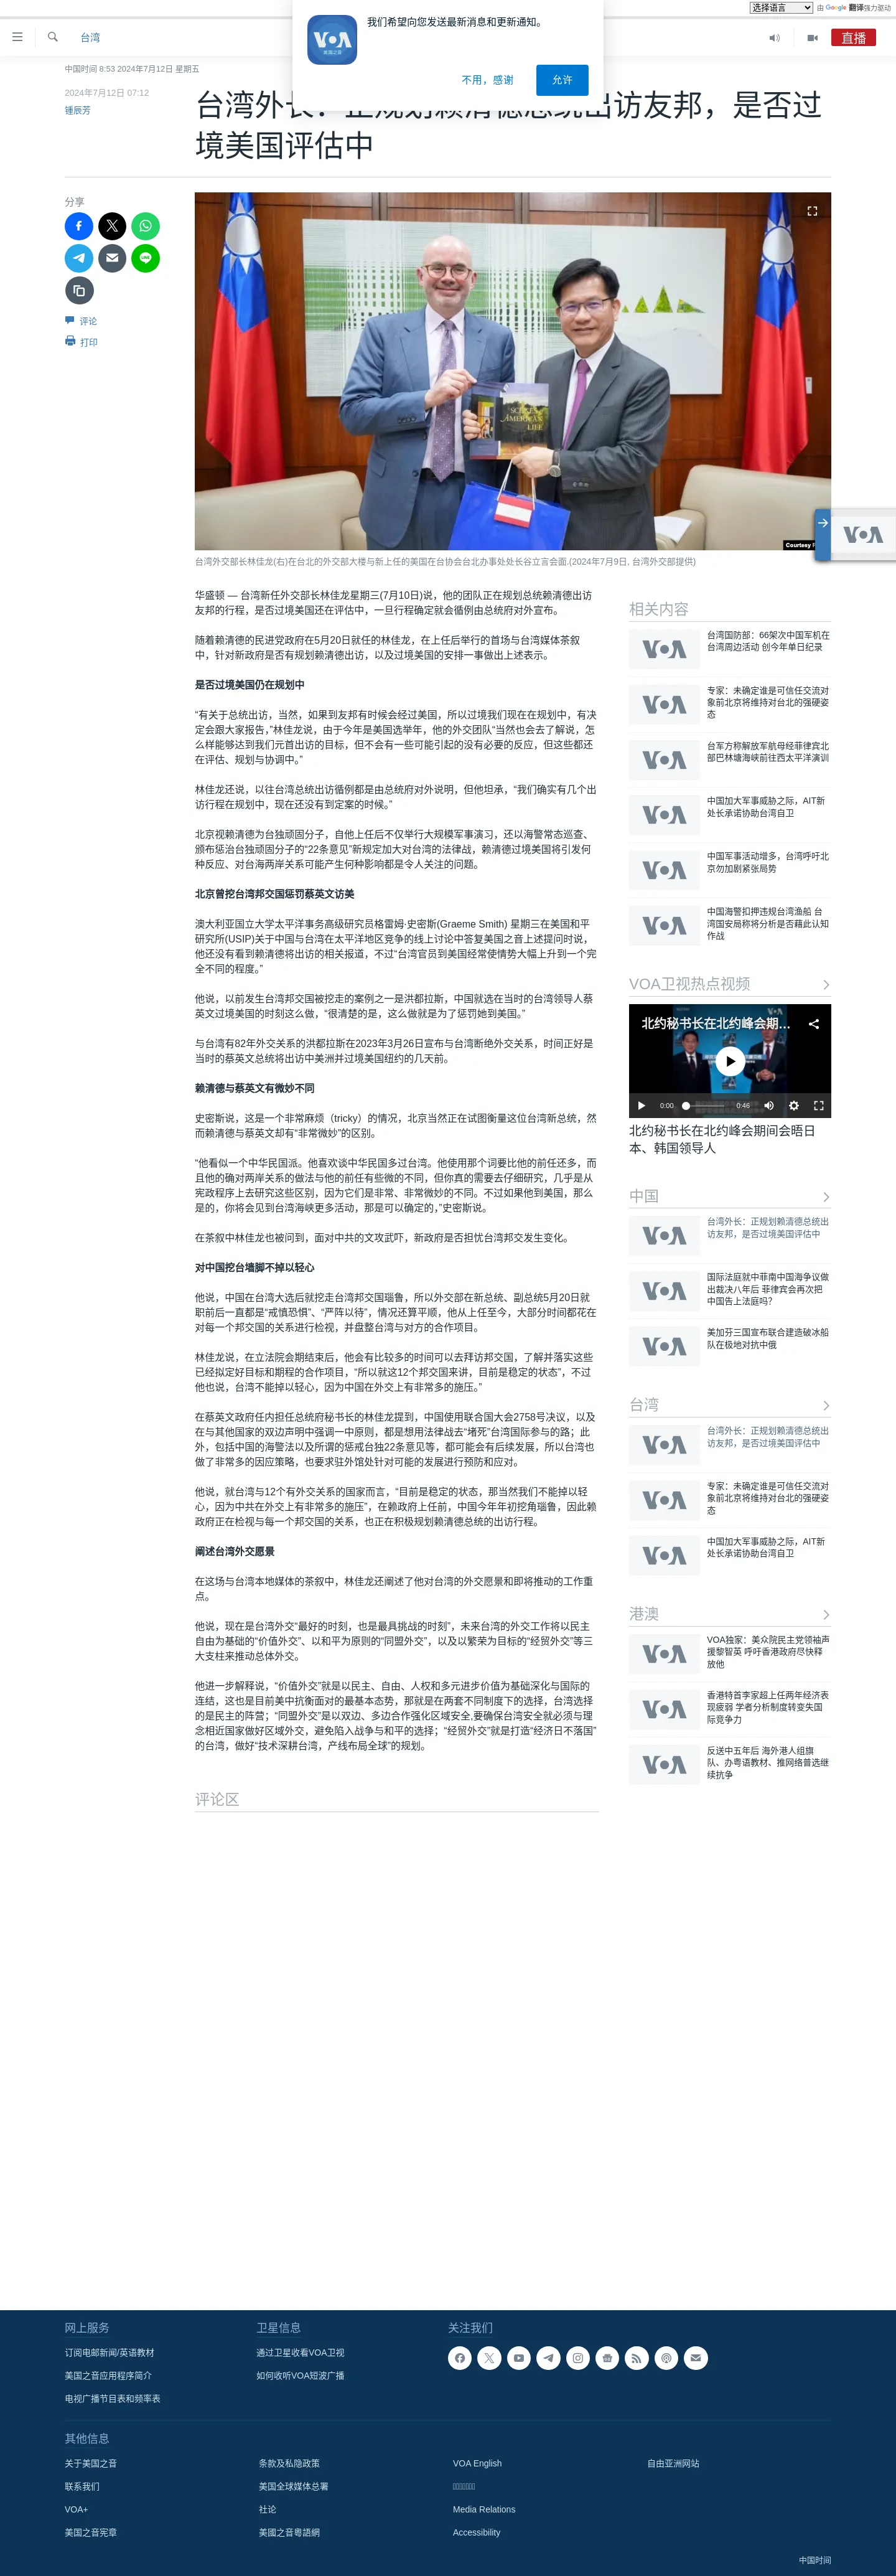 选择语言 由 Google 翻译强力驱动
我们希望向您发送最新消息和更新通知。
VOA
美国之音
不用，感谢
允许
台湾
直播
中国时间 8:53 2024年7月12日 星期五
2024年7月12日 07:12
锺辰芳
台湾外长：正规划赖清德总统出访友邦，是否过
境美国评估中
分享
评论
打印
SCENES
AMERICAN
LIFE
Courtesy
台湾外交部长林佳龙(右)在台北的外交部大楼与新上任的美国在台协会台北办事处处长谷立言会面.(2024年7月9日, 台湾外交部提供)
VOA
华盛顿 — 台湾新任外交部长林佳龙星期三(7月10日)说，他的团队正在规划总统赖清德出访
友邦的行程，是否过境美国还在评估中，一旦行程确定就会循例由总统府对外宣布。
随着赖清德的民进党政府在5月20日就任的林佳龙，在上任后举行的首场与台湾媒体茶叙
中，针对新政府是否有规划赖清德出访，以及过境美国的安排一事做出上述表示。
是否过境美国仍在规划中
“有关于总统出访，当然，如果到友邦有时候会经过美国，所以过境我们现在在规划中，有决
定会跟大家报告，”林佳龙说，由于今年是美国选举年，他的外交团队“当然也会去了解说，怎
么样能够达到我们元首出访的目标，但不会有一些可能引起的没有必要的反应，但这些都还
在评估、规划与协调中。”
林佳龙还说，以往台湾总统出访循例都是由总统府对外说明，但他坦承，“我们确实有几个出
访行程在规划中，现在还没有到定案的时候。”
北京视赖清德为台独顽固分子，自他上任后不仅举行大规模军事演习，还以海警常态巡查、
颁布惩治台独顽固分子的“22条意见”新规定加大对台湾的法律战，赖清德过境美国将引发何
种反应、对台海两岸关系可能产生何种影响都是令人关注的问题。
北京曾挖台湾邦交国惩罚蔡英文访美
澳大利亚国立大学太平洋事务高级研究员格雷姆·史密斯(Graeme Smith) 星期三在美国和平
研究所(USIP)关于中国与台湾在太平洋地区竞争的线上讨论中答复美国之音上述提问时说，
他还没有看到赖清德将出访的相关报道，不过“台湾官员到美国经常使情势大幅上升到一个完
全不同的程度。”
他说，以前发生台湾邦交国被挖走的案例之一是洪都拉斯，中国就选在当时的台湾领导人蔡
英文过境美国的时刻这么做，“很清楚的是，这么做就是为了惩罚她到美国。”
与台湾有82年外交关系的洪都拉斯在2023年3月26日宣布与台湾断绝外交关系，时间正好是
当时的蔡英文总统将出访中美洲并过境美国纽约的几天前。
赖清德与蔡英文有微妙不同
史密斯说，这是一个非常麻烦（tricky）的情况，北京当然正在试图衡量这位台湾新总统，然
而赖清德与蔡英文却有“非常微妙”的区别。
“他看似一个中华民国派。他喜欢谈中华民国多过台湾。他使用那个词要比他的前任还多，而
且他的确对两岸关系的做法与他的前任有些微的不同，但你真的需要去仔细研究，几乎是从
宪政程序上去研究这些区别，因为它们是非常、非常微妙的不同。不过如果他到美国，那么
是的，你将会见到台湾海峡更多活动，那是可以确定的，”史密斯说。
在茶叙中林佳龙也被问到，面对中共的文攻武吓，新政府是否担忧台湾邦交发生变化。
对中国挖台墙脚不掉以轻心
他说，中国在台湾大选后就挖走台湾邦交国瑙鲁，所以外交部在新总统、副总统5月20日就
职前后一直都是“戒慎恐惧”、“严阵以待”，情况还算平顺，他从上任至今，大部分时间都花在
对每一个邦交国的关系进行检视，并盘整台湾与对方的合作项目。
林佳龙说，在立法院会期结束后，他会有比较多的时间可以去拜访邦交国，了解并落实这些
已经拟定好目标和期程的合作项目，“所以就这12个邦交国来讲，目前是稳定的状态”，不过
他也说，台湾不能掉以轻心，因为中国在外交上有非常多的施压。”
在蔡英文政府任内担任总统府秘书长的林佳龙提到，中国使用联合国大会2758号决议，以及
在与其他国家的双边声明中强调一中原则，都是想用法律战去“堵死”台湾国际参与的路；此
外，包括中国的海警法以及所谓的惩戒台独22条意见等，都可能会有后续发展，所以台湾也
做了非常多的因应策略，也要求驻外馆处针对可能的发展进行预防和应对。
他说，就台湾与12个有外交关系的国家而言，“目前是稳定的状态，那当然我们不能掉以轻
心，因为中共在外交上有非常多的施压”，在赖政府上任前，中国今年年初挖角瑙鲁，因此赖
政府正在检视与每一个邦交国的关系，也正在积极规划赖清德总统的出访行程。
阐述台湾外交愿景
在这场与台湾本地媒体的茶叙中，林佳龙还阐述了他对台湾的外交愿景和即将推动的工作重
点。
他说，现在是台湾外交“最好的时刻，也是最具挑战的时刻”，未来台湾的外交工作将以民主
自由为基础的“价值外交”、以和平为原则的“同盟外交”，以及以繁荣为目标的“经贸外交”等三
大支柱来推动总体外交。
他进一步解释说，“价值外交”就是以民主、自由、人权和多元进步价值为基础深化与国际的
连结，这也是目前美中抗衡面对的最基本态势，那就是在两套不同制度下的选择，台湾选择
的是民主的阵营；“同盟外交”是以双边、多边合作强化区域安全,要确保台湾安全就必须与理
念相近国家做好区域外交，避免陷入战争与和平的选择；“经贸外交”就是打造“经济日不落国”
的台湾，做好“技术深耕台湾，产线布局全球”的规划。
评论区
相关内容
VOA
台湾国防部：66架次中国军机在
台湾周边活动 创今年单日纪录
VOA
专家：未确定谁是可信任交流对
象前北京将维持对台北的强硬姿
态
VOA
台军方称解放军航母经菲律宾北
部巴林塘海峡前往西太平洋演训
VOA
中国加大军事威胁之际，AIT新
处长承诺协助台湾自卫
VOA
中国军事活动增多，台湾呼吁北
京勿加剧紧张局势
VOA
中国海警扣押违规台湾渔船 台
湾国安局称将分析是否藉此认知
作战
VOA卫视热点视频
北约秘书长在北约峰会期…
0:00
0:46
北约秘书长在北约峰会期间会晤日
本、韩国领导人
中国
VOA
台湾外长：正规划赖清德总统出
访友邦，是否过境美国评估中
VOA
国际法庭就中菲南中国海争议做
出裁决八年后 菲律宾会再次把
中国告上法庭吗?
VOA
美加芬三国宣布联合建造破冰船
队在极地对抗中俄
台湾
VOA
台湾外长：正规划赖清德总统出
访友邦，是否过境美国评估中
VOA
专家：未确定谁是可信任交流对
象前北京将维持对台北的强硬姿
态
VOA
中国加大军事威胁之际，AIT新
处长承诺协助台湾自卫
港澳
VOA
VOA独家：美众院民主党领袖声
援黎智英 呼吁香港政府尽快释
放他
VOA
香港特首李家超上任两年经济表
现疲弱 学者分析制度转变失国
际竞争力
VOA
反送中五年后 海外港人组旗
队、办粤语教材、推网络普选继
续抗争
网上服务
订阅电邮新闻/英语教材
美国之音应用程序简介
电视广播节目表和频率表
卫星信息
通过卫星收看VOA卫视
如何收听VOA短波广播
关注我们
其他信息
关于美国之音
联系我们
VOA+
美国之音宪章
条款及私隐政策
美国全球媒体总署
社论
美國之音粵語網
VOA English
Media Relations
Accessibility
自由亚洲网站
中国时间